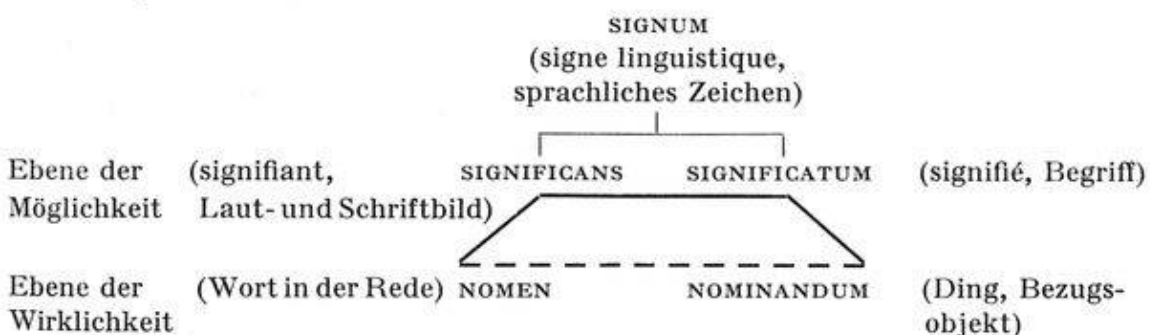 SIGNUM
(signe linguistique,
sprachliches Zeichen)
Ebene der (signifiant, SIGNIFICANS SIGNIFICATUM (signifié, Begriff)
Möglichkeit Laut- und Schriftbild)
Ebene der (Wort in der Rede) NOMEN NOMINANDUM (Ding, Bezugs-
Wirklichkeit objekt)